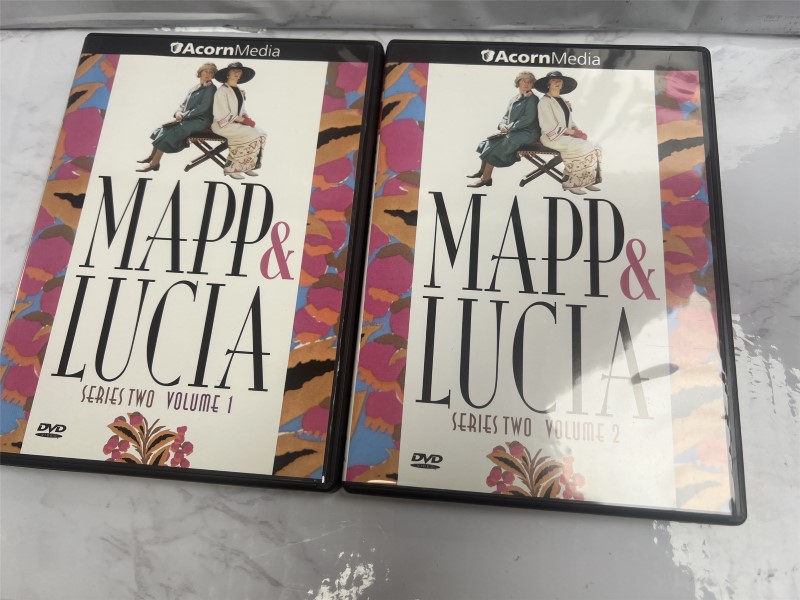 AcornMedia
MAPP &
LUCIA
SERIES TWO VOLUME 1
DVD
AcornMedia
MAPP &
LUCIA
SERIES TWO VOLUME 2
DVD